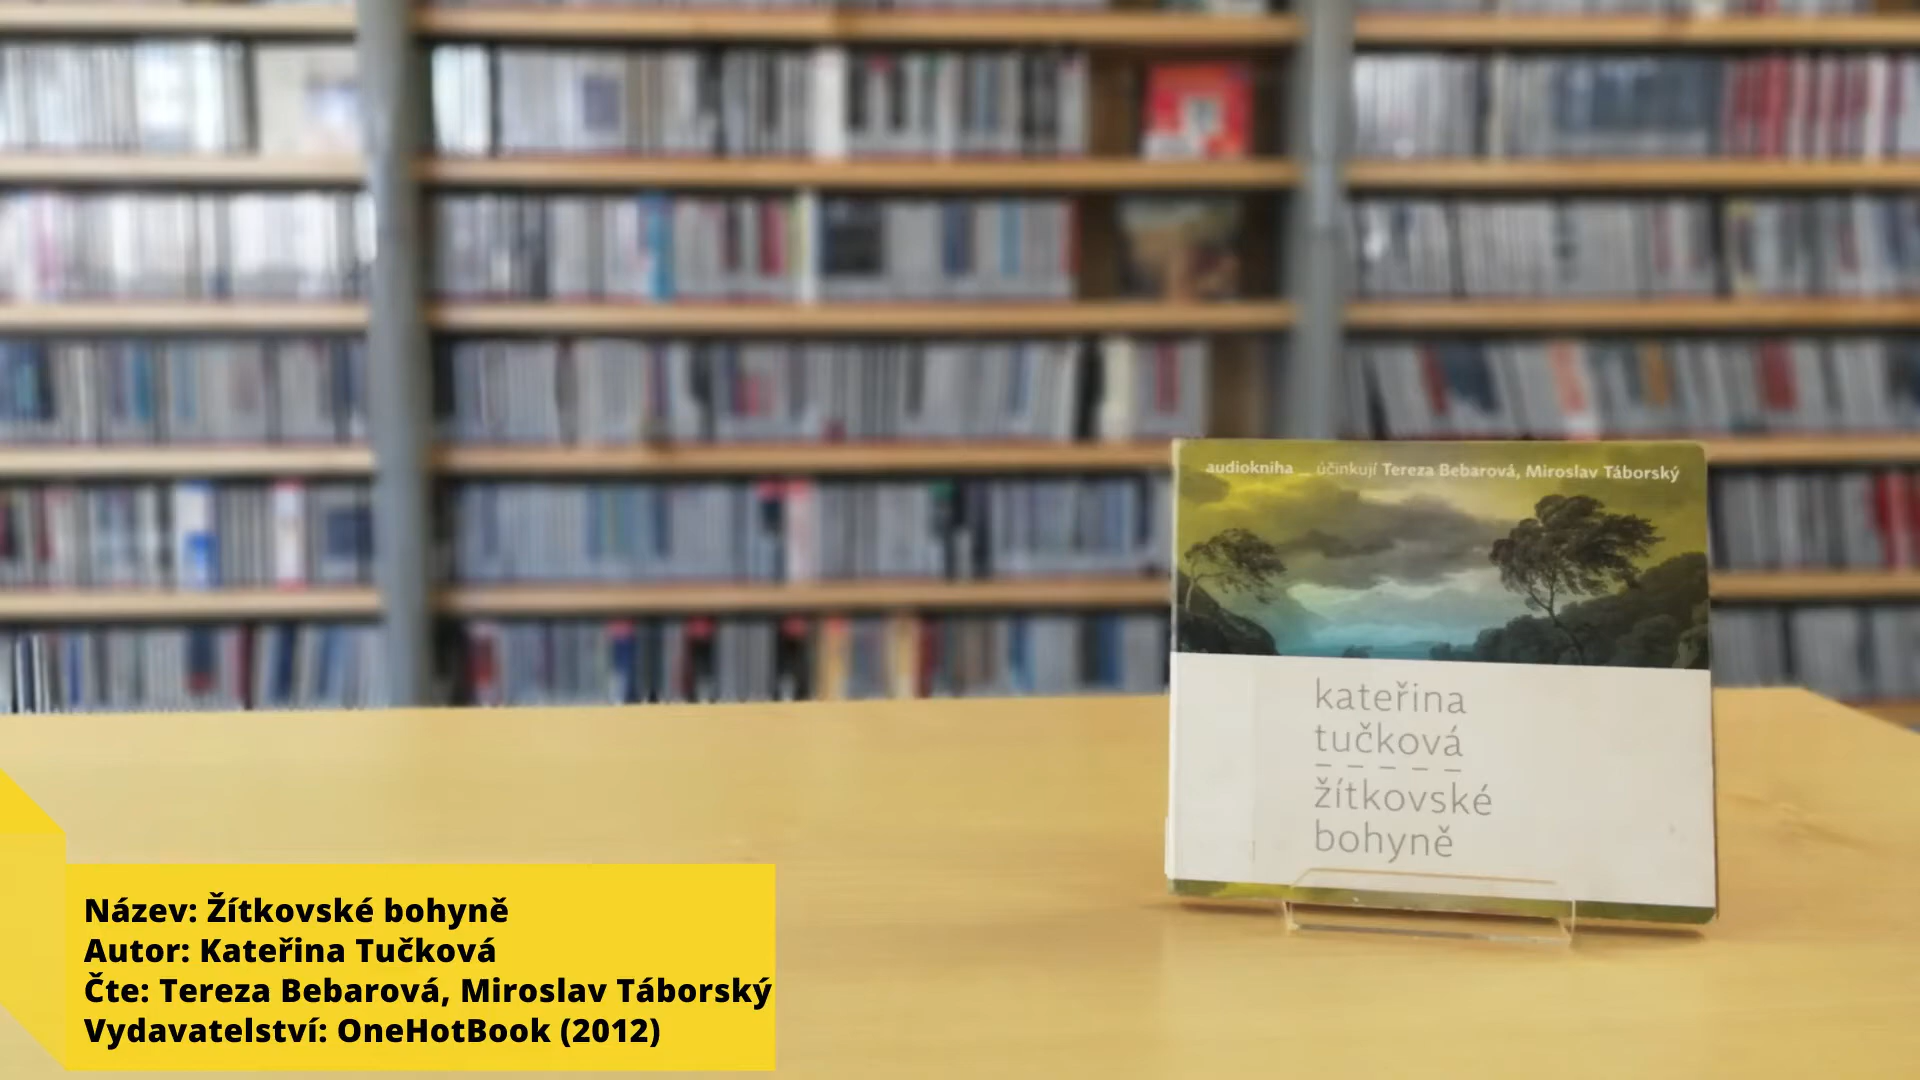 audiokniha účinkují Tereza Bebarová, Miroslav Táborský
kateřina
tučková
žítkovské
bohyně
Název: Žítkovské bohyně
Autor: Kateřina Tučková
Čte: Tereza Bebarová, Miroslav Táborský
Vydavatelství: OneHotBook (2012)